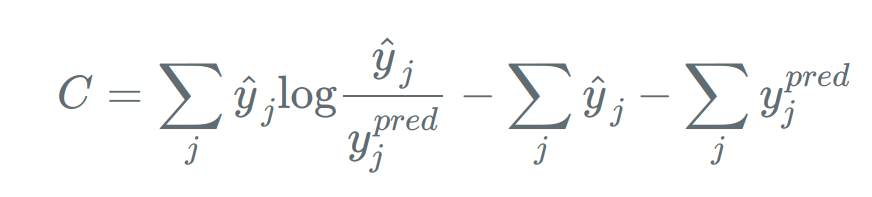 C = \sum_j \hat{y}_j \log \frac{\hat{y}_j}{y_j^{pred}} - \sum_j \hat{y}_j - \sum_j y_j^{pred}